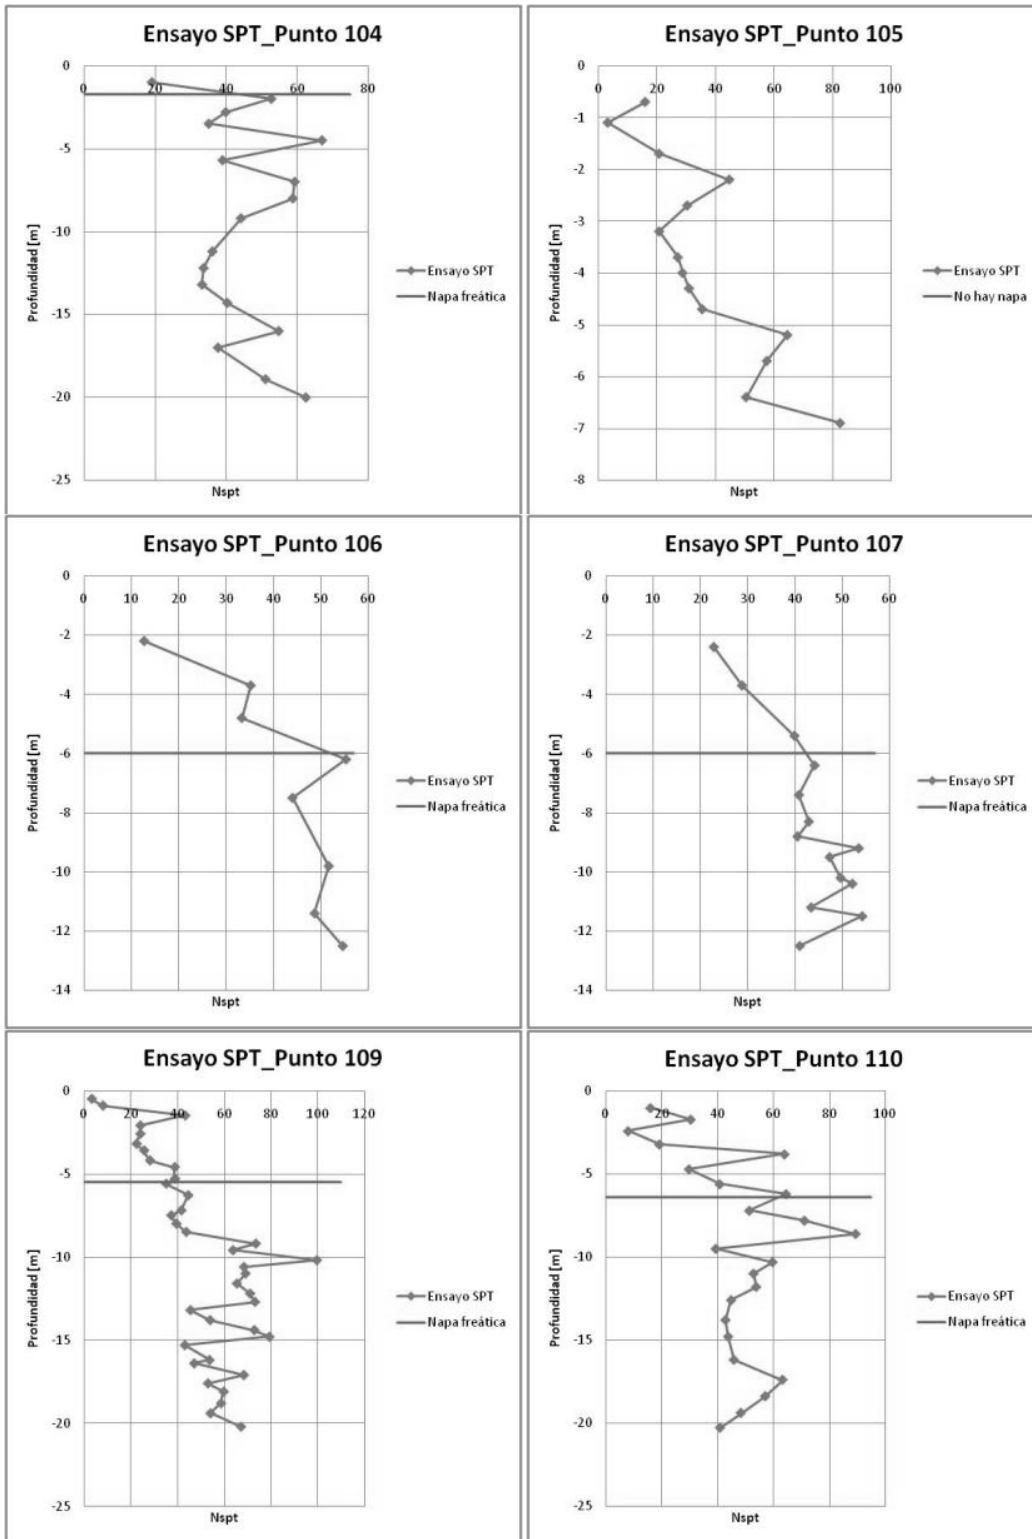 Ensayo SPT_Punto 104
0
0 20 40 60 80
-5
-10
-15
-20
-25
Profundidad [m]
Nspt
Ensayo SPT
Napa freática
Ensayo SPT_Punto 105
0
0 20 40 60 80 100
-1
-2
-3
-4
-5
-6
-7
-8
Profundidad [m]
Nspt
Ensayo SPT
No hay napa
Ensayo SPT_Punto 106
0
0 10 20 30 40 50 60
-2
-4
-6
-8
-10
-12
-14
Profundidad [m]
Nspt
Ensayo SPT
Napa freática
Ensayo SPT_Punto 107
0
0 10 20 30 40 50 60
-2
-4
-6
-8
-10
-12
-14
Profundidad [m]
Nspt
Ensayo SPT
Napa freática
Ensayo SPT_Punto 109
0
0 20 40 60 80 100 120
-5
-10
-15
-20
-25
Profundidad [m]
Nspt
Ensayo SPT
Napa freática
Ensayo SPT_Punto 110
0
0 20 40 60 80 100
-5
-10
-15
-20
-25
Profundidad [m]
Nspt
Ensayo SPT
Napa freática